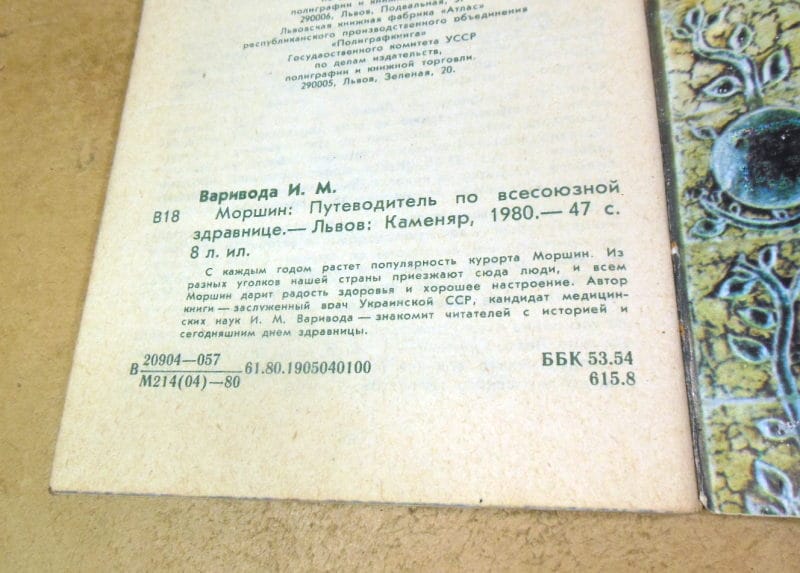 полиграфии и книжной
290006, Львов, Подвальная,
Львовская книжная фабрика «Атлас»
республиканского производственного объединения
«Полиграфкнига»
Государственного комитета УССР
по делам издательств,
полиграфии и книжной торговли.
290005, Львов, Зеленая, 20.
Варивода И. М.
В18 Моршин: Путеводитель по всесоюзной
здравнице.— Львов: Каменяр, 1980.— 47 с.
8 л. ил.
С каждым годом растет популярность курорта Моршин. Из
разных уголков нашей страны приезжают сюда люди, и всем
Моршин дарит радость здоровья и хорошее настроение. Автор
книги — заслуженный врач Украинской ССР, кандидат медицин-
ских наук И. М. Варивода — знакомит читателей с историей и
сегодняшним днем здравницы.
В 20904—057
М214(04)—80 61.80.1905040100
ББК 53.54
615.8